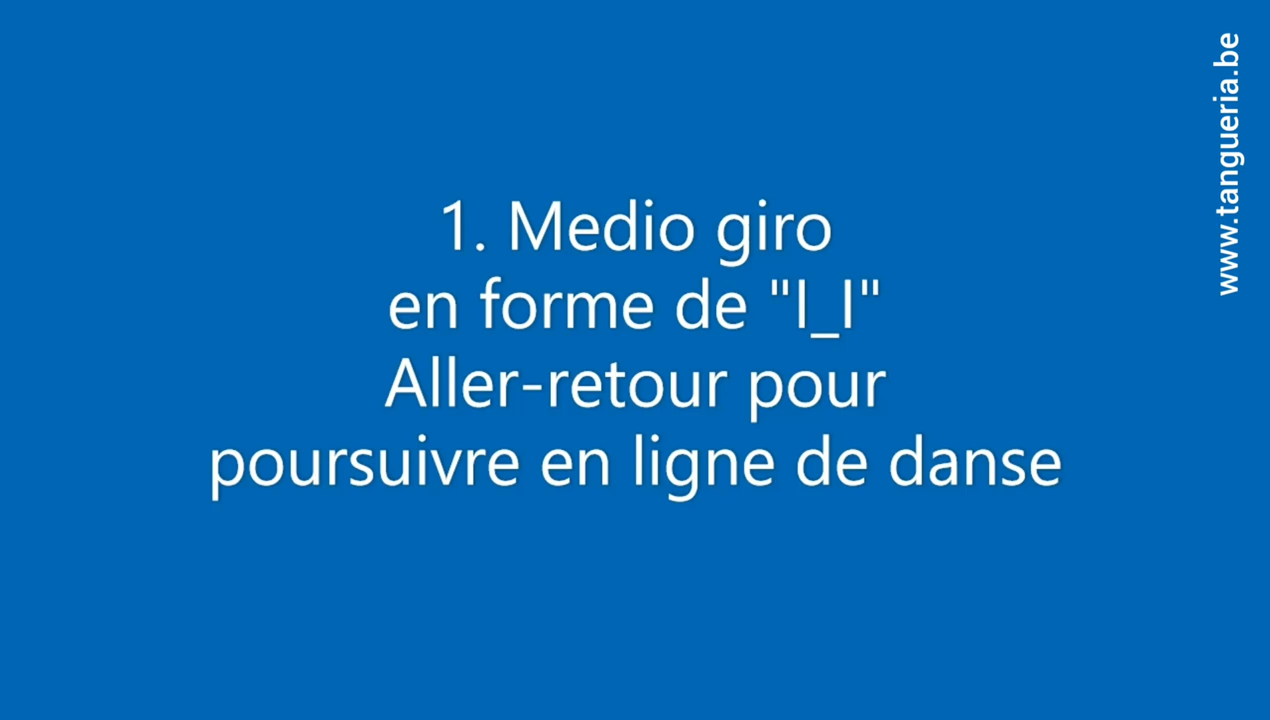 1. Medio giro
en forme de "I_I"
Aller-retour pour
poursuivre en ligne de danse
www.tangueria.be